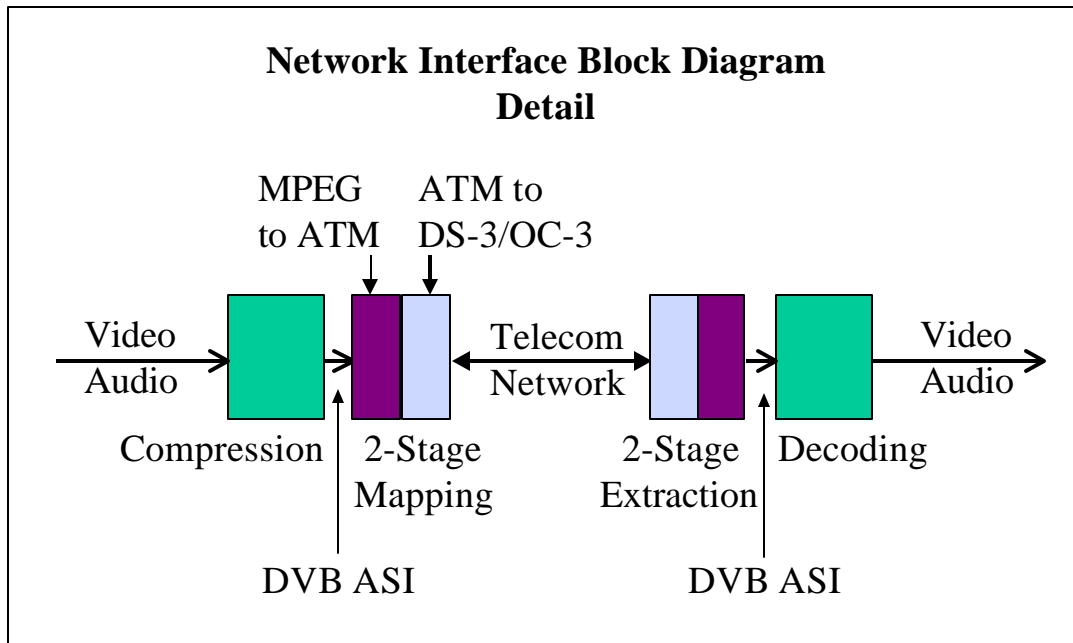 Network Interface Block Diagram
Detail
MPEG
to ATM
ATM to
DS-3/OC-3
Video
Audio
Telecom
Network
Video
Audio
Compression
2-Stage
Mapping
2-Stage
Extraction
Decoding
DVB ASI
DVB ASI